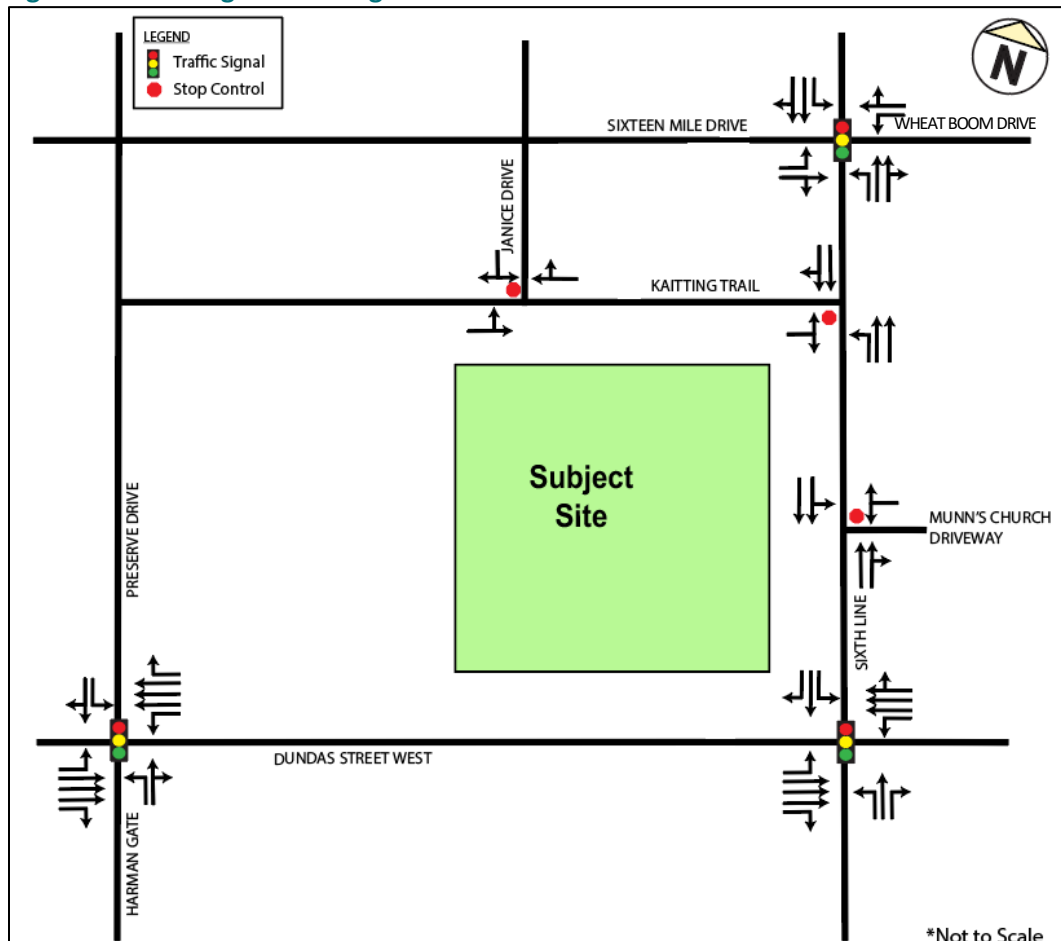 LEGEND
Traffic Signal
Stop Control
N
SIXTEEN MILE DRIVE
WHEAT BOOM DRIVE
JANICE DRIVE
KAITTING TRAIL
Subject
Site
PRESERVE DRIVE
MUNN'S CHURCH
DRIVEWAY
SIXTH LINE
DUNDAS STREET WEST
HARMAN GATE
*Not to Scale